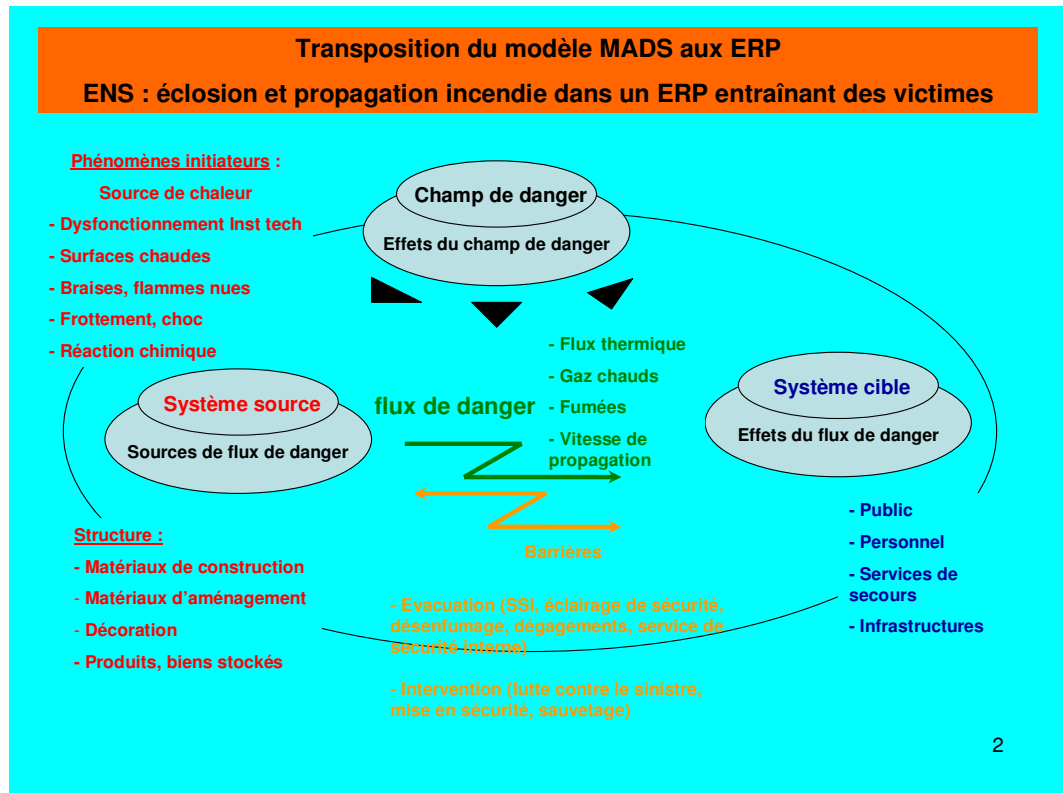 Transposition du modèle MADS aux ERP
ENS : éclosion et propagation incendie dans un ERP entraînant des victimes
Phénomènes initiateurs :
Source de chaleur
- Dysfonctionnement Inst tech
- Surfaces chaudes
- Braises, flammes nues
- Frottement, choc
- Réaction chimique
Champ de danger
Effets du champ de danger
Système source
Sources de flux de danger
flux de danger
- Flux thermique
- Gaz chauds
- Fumées
- Vitesse de
propagation
Système cible
Effets du flux de danger
Structure :
- Matériaux de construction
- Matériaux d'aménagement
- Décoration
- Produits, biens stockés
Barrières
- Evacuation (SSI, éclairage de sécurité,
désenfumage, dégagements, service de
sécurité interne)
- Intervention (lutte contre le sinistre,
mise en sécurité, sauvetage)
- Public
- Personnel
- Services de
secours
- Infrastructures
2